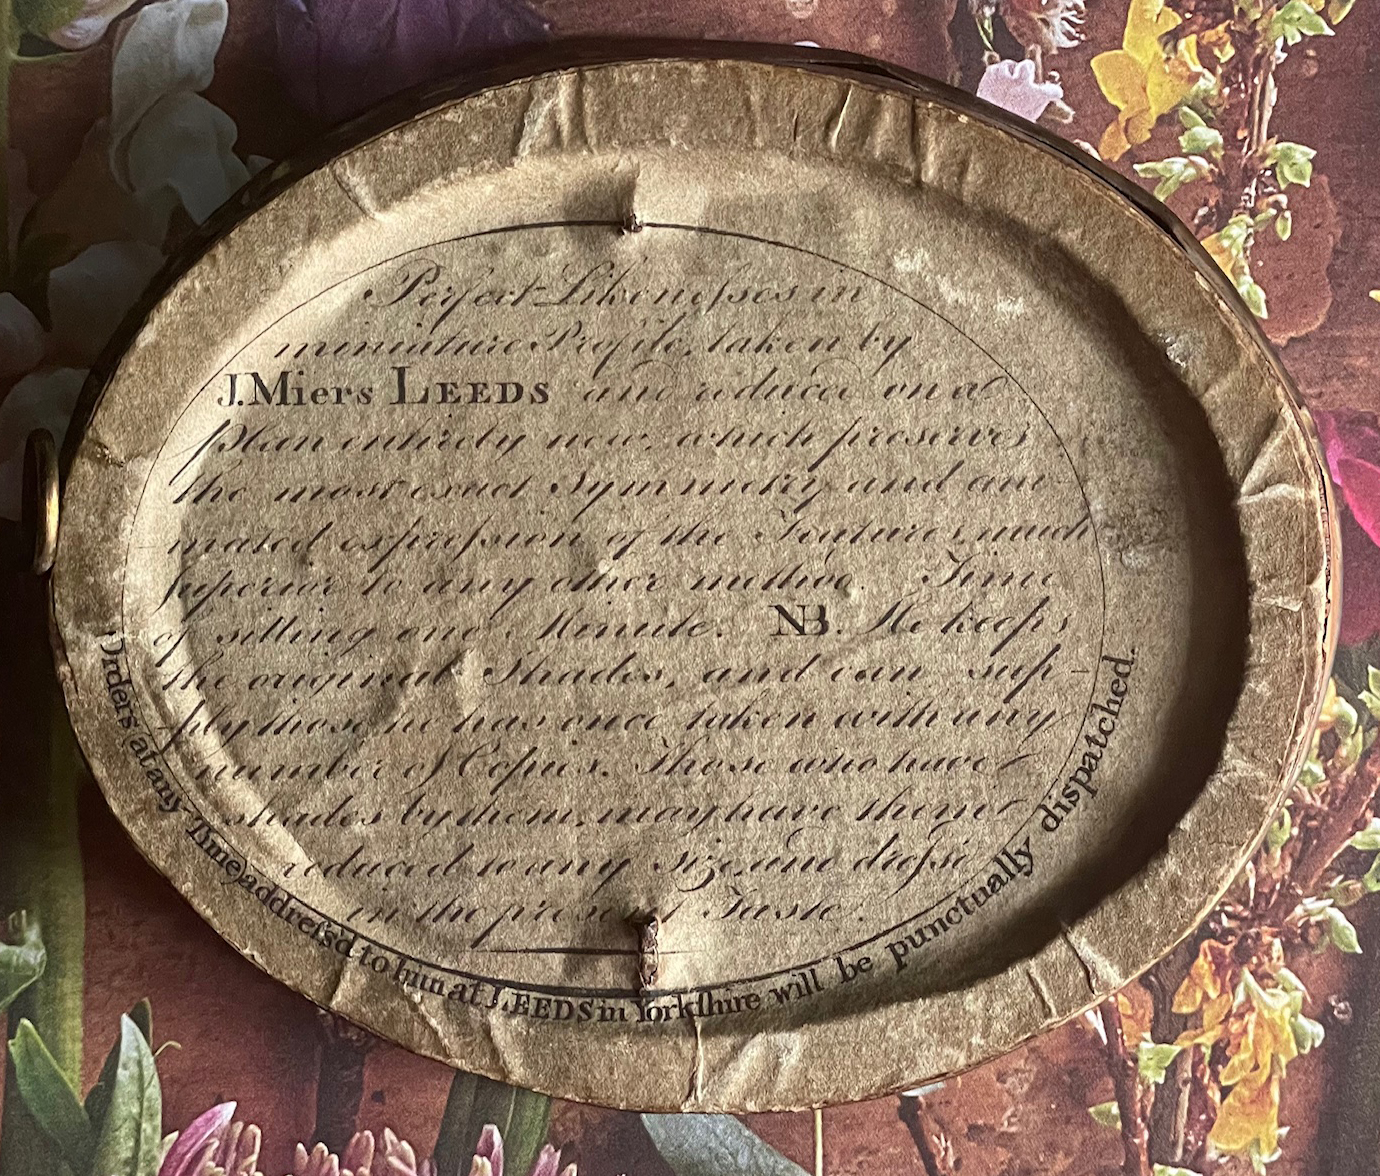 Perfect Likeneſses in
miniature Profile, taken by
J. Miers LEEDS and reduced on a
plan entirely new, which preserves
the most exact Symmetry and ani-
mated expreſsion of the Features, much
Superior to any other method. Time
of sitting one Minute. NB. He keeps
the original Shades, and can sup-
ply those he has once taken with any
number of Copies. Those who have
shades by them, may have them
reduced to any size, and dreſs'd
in the present Taste.
Orders at any Time) addreſs'd to him at LEEDS in Yorkſhire will be punctually dispatched.